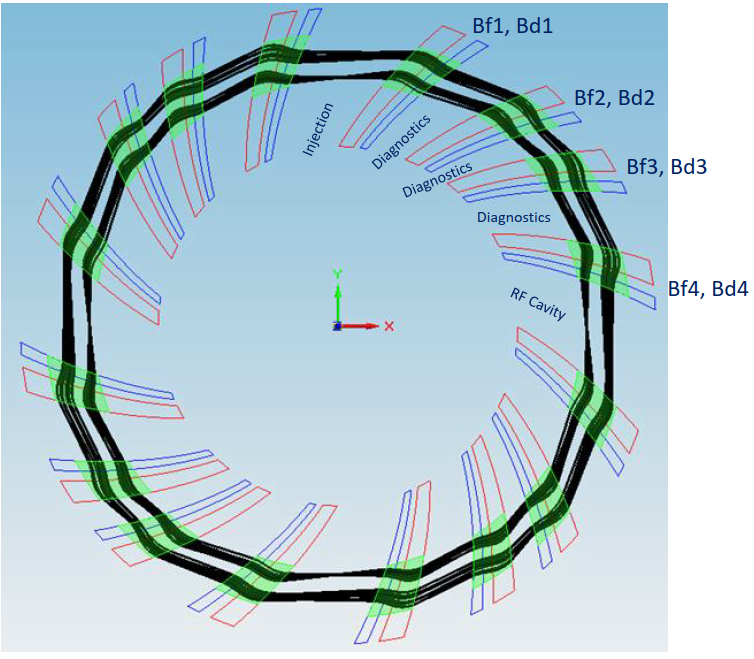 Bf1, Bd1
Bf2, Bd2
Injection
Diagnostics
Diagnostics
Bf3, Bd3
Diagnostics
Y
Bf4, Bd4
RF Cavity
X